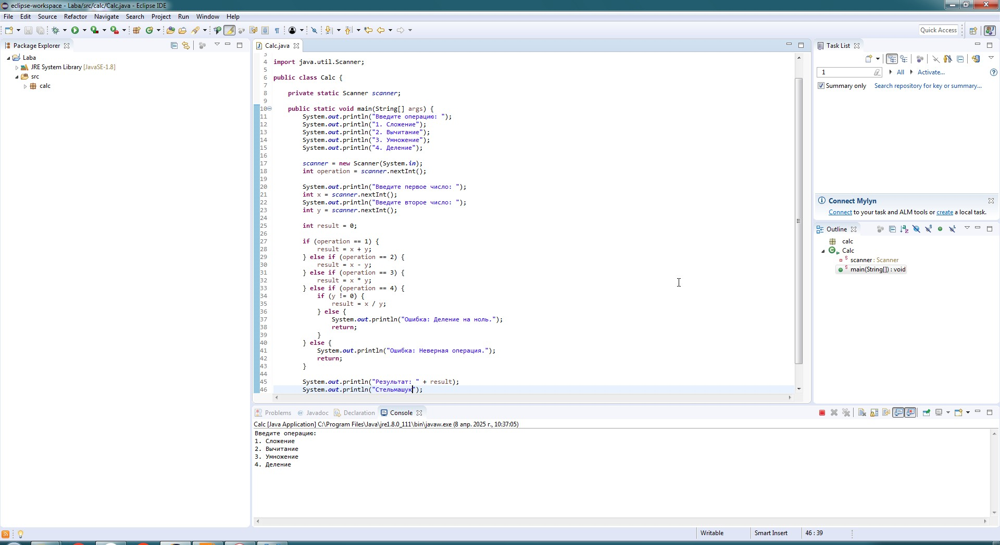 eclipse-workspace - Laba/src/calc/Calc.java - Eclipse IDE
File Edit Source Refactor Navigate Search Project Run Window Help
Quick Access
Package Explorer
Laba
JRE System Library [JavaSE-1.8]
src
calc
Calc.java
3
4 import java.util.Scanner;
5
6 public class Calc {
7
8 private static Scanner scanner;
9
10 public static void main(String[] args) {
11 System.out.println("Введите операцию: ");
12 System.out.println("1. Сложение");
13 System.out.println("2. Вычитание");
14 System.out.println("3. Умножение");
15 System.out.println("4. Деление");
16
17 scanner = new Scanner(System.in);
18 int operation = scanner.nextInt();
19
20 System.out.println("Введите первое число: ");
21 int x = scanner.nextInt();
22 System.out.println("Введите второе число: ");
23 int y = scanner.nextInt();
24
25 int result = 0;
26
27 if (operation == 1) {
28 result = x + y;
29 } else if (operation == 2) {
30 result = x - y;
31 } else if (operation == 3) {
32 result = x * y;
33 } else if (operation == 4) {
34 if (y != 0) {
35 result = x / y;
36 } else {
37 System.out.println("Ошибка: Деление на ноль.");
38 return;
39 }
40 } else {
41 System.out.println("Ошибка: Неверная операция.");
42 return;
43 }
44
45 System.out.println("Результат: " + result);
46 System.out.println("Стельмашук");
Task List
1 All Activate...
Summary only Search repository for key or summary...
Connect Mylyn
Connect to your task and ALM tools or create a local task.
Outline
calc
Calc
scanner : Scanner
main(String[]) : void
Problems Javadoc Declaration Console
Calc [Java Application] C:\Program Files\Java\jre1.8.0_111\bin\javaw.exe (8 апр. 2025 г., 10:37:05)
Введите операцию:
1. Сложение
2. Вычитание
3. Умножение
4. Деление
Writable Smart Insert 46 : 39